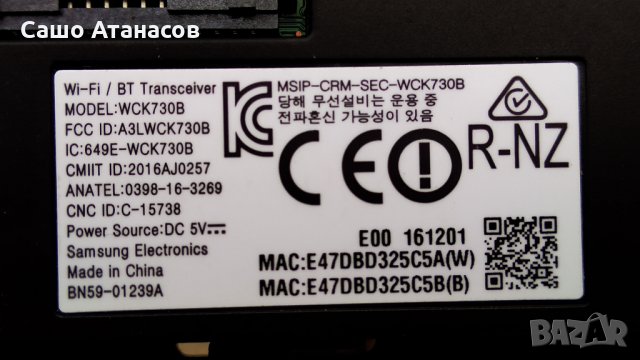 Сашо Атанасов
Wi-Fi / BT Transceiver
MODEL:WCK730B
FCC ID:A3LWCK730B
IC:649E-WCK730B
CMIIT ID:2016AJ0257
ANATEL:0398-16-3269
CNC ID:C-15738
Power Source:DC 5V⎓
Samsung Electronics
Made in China
BN59-01239A
MSIP-CRM-SEC-WCK730B
당해 무선설비는 운용 중
전파혼신 가능성이 있음
CE
R-NZ
E00 161201
MAC:E47DBD325C5A(W)
MAC:E47DBD325C5B(B)
BAZAR